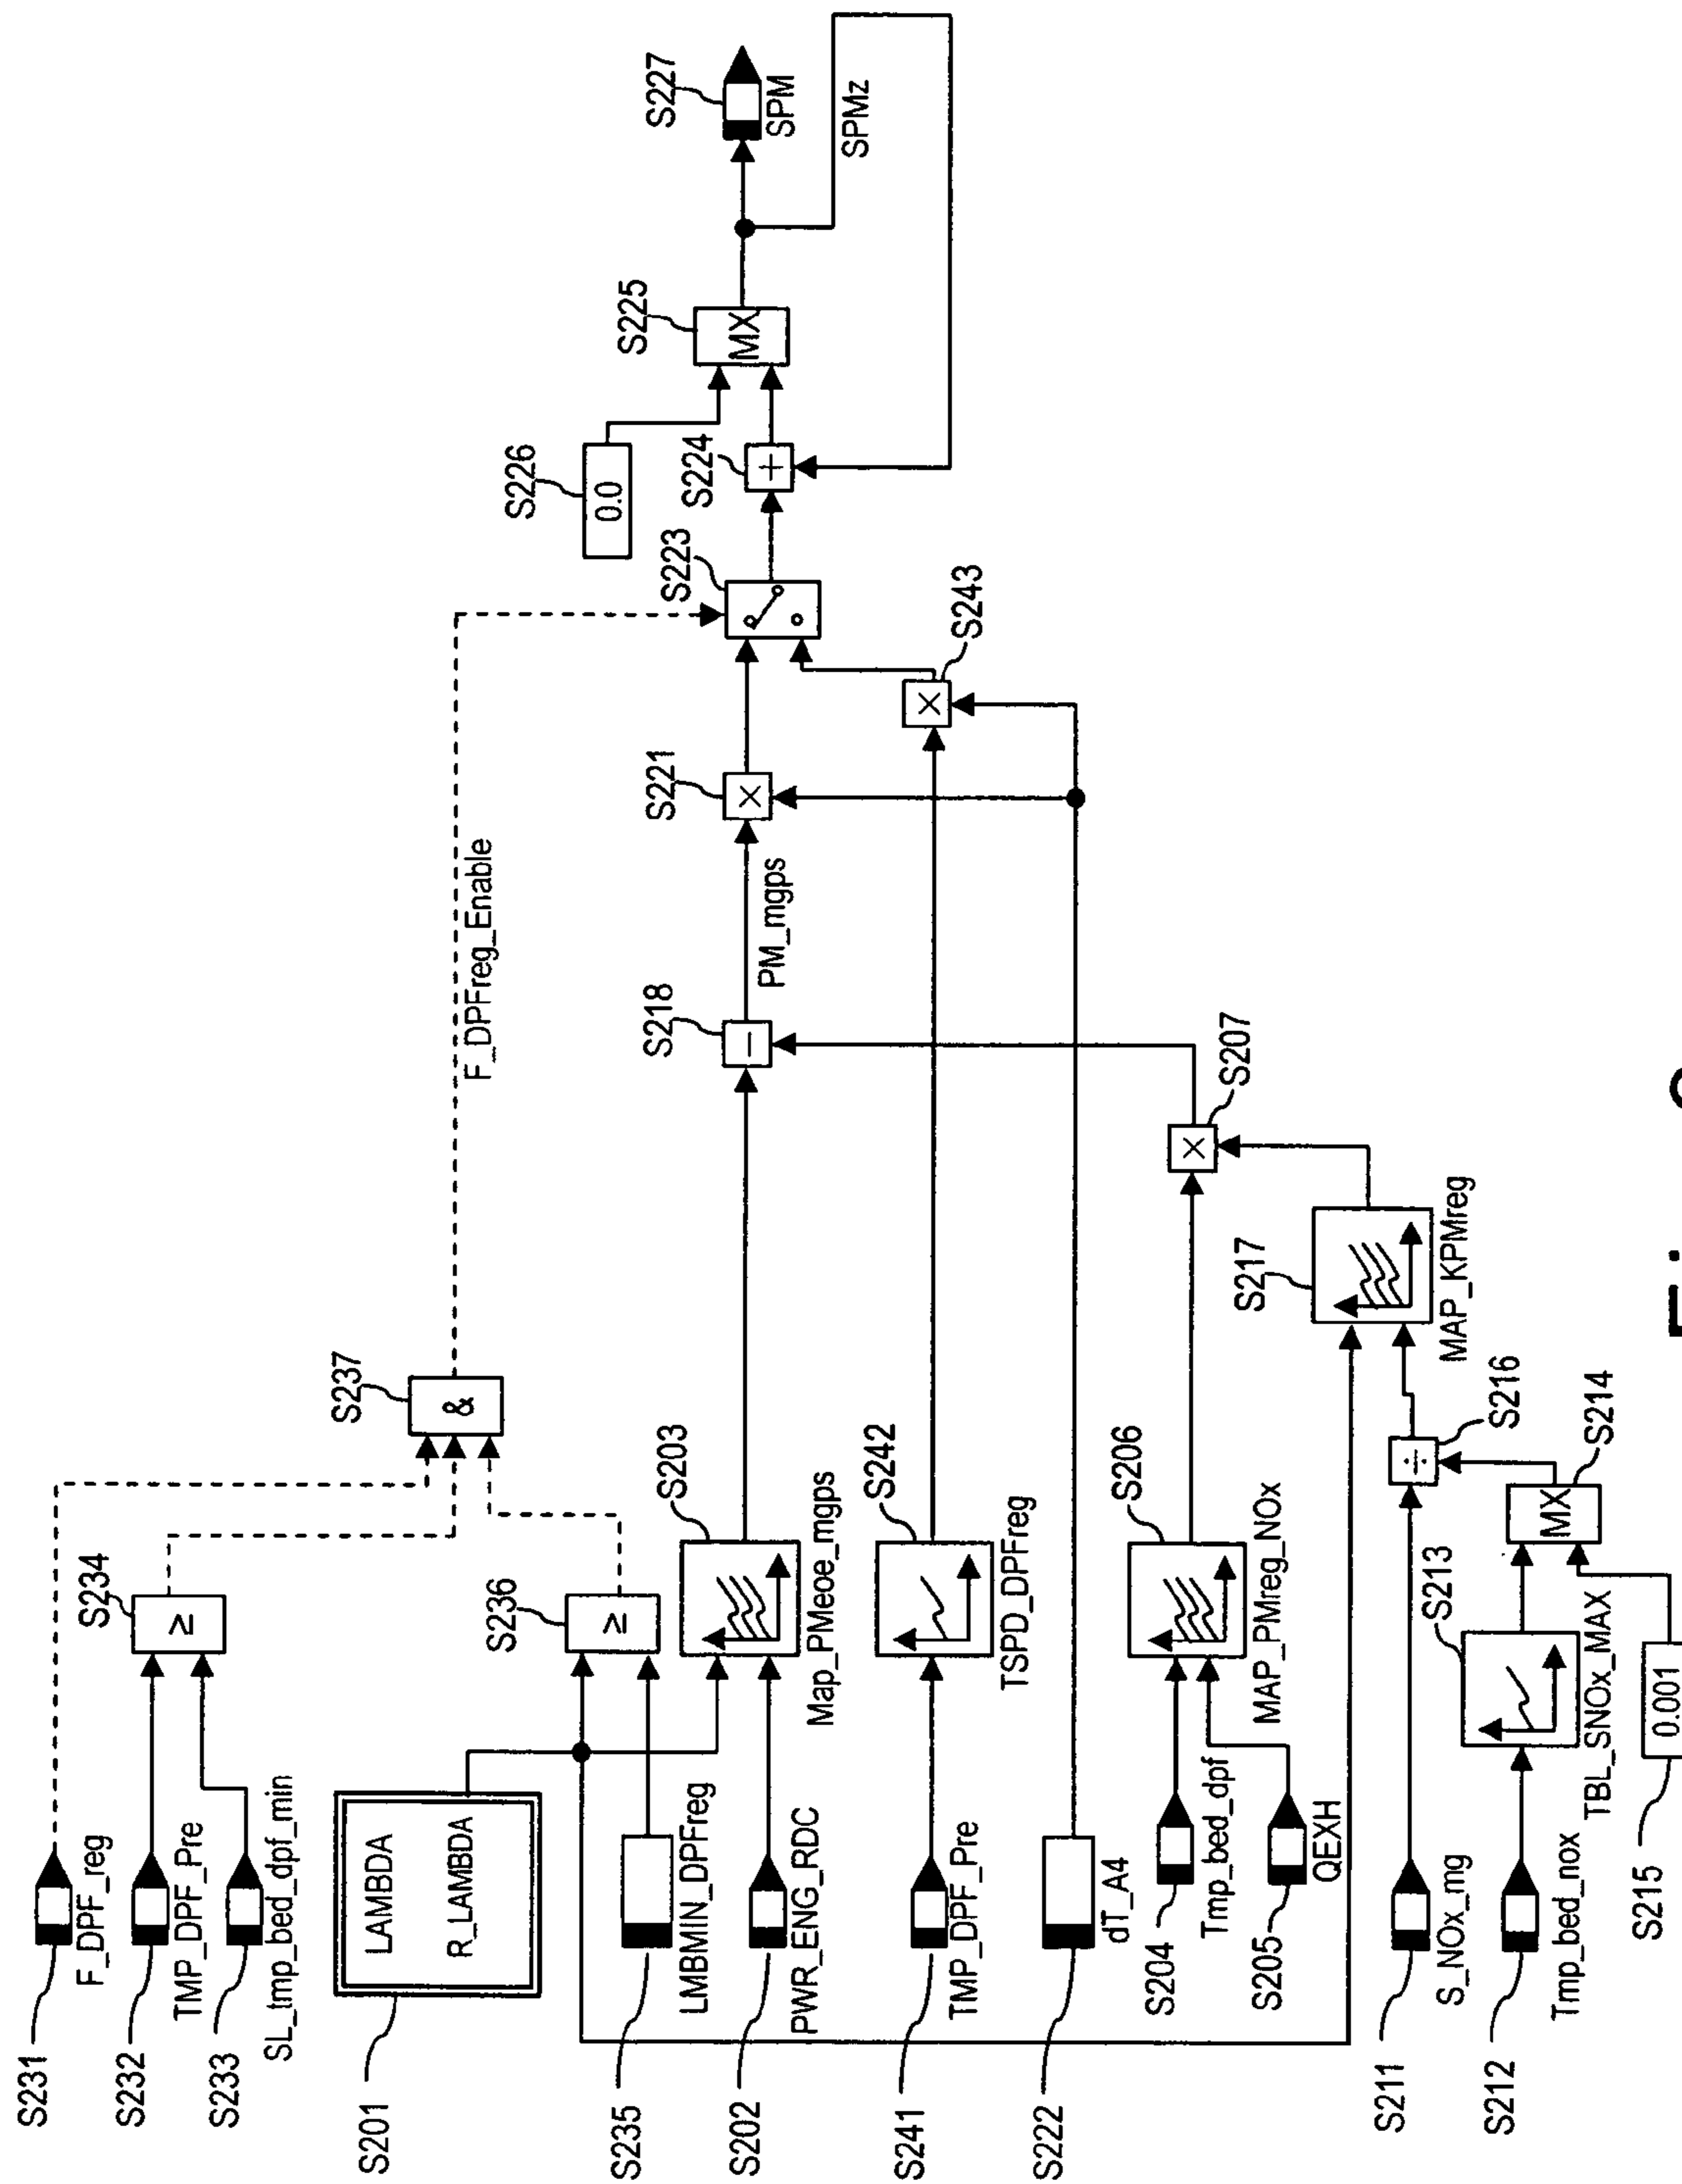 S231
F_DPF_reg
S232
TMP_DPF_Pre
S233
SL_tmp_bed_dpf_min
S234
≥
S237
&
F_DPFreg_Enable
S201
LAMBDA
R_LAMBDA
S235
LMBMIN_DPFreg
S236
≥
S202
PWR_ENG_RDC
S203
Map_PMeoe_mgps
S218
−
PM_mgps
S221
×
S223
S226
0.0
S224
+
S225
MX
S227
SPM
SPMz
S241
TMP_DPF_Pre
S242
TSPD_DPFreg
S243
×
S222
dT_A4
S204
Tmp_bed_dpf
S205
QEXH
S206
MAP_PMreg_NOx
S207
×
S217
MAP_KPMreg
S211
S_NOx_mg
S216
÷
S212
Tmp_bed_nox
S213
TBL_SNOx_MAX
S214
MX
S215
0.001